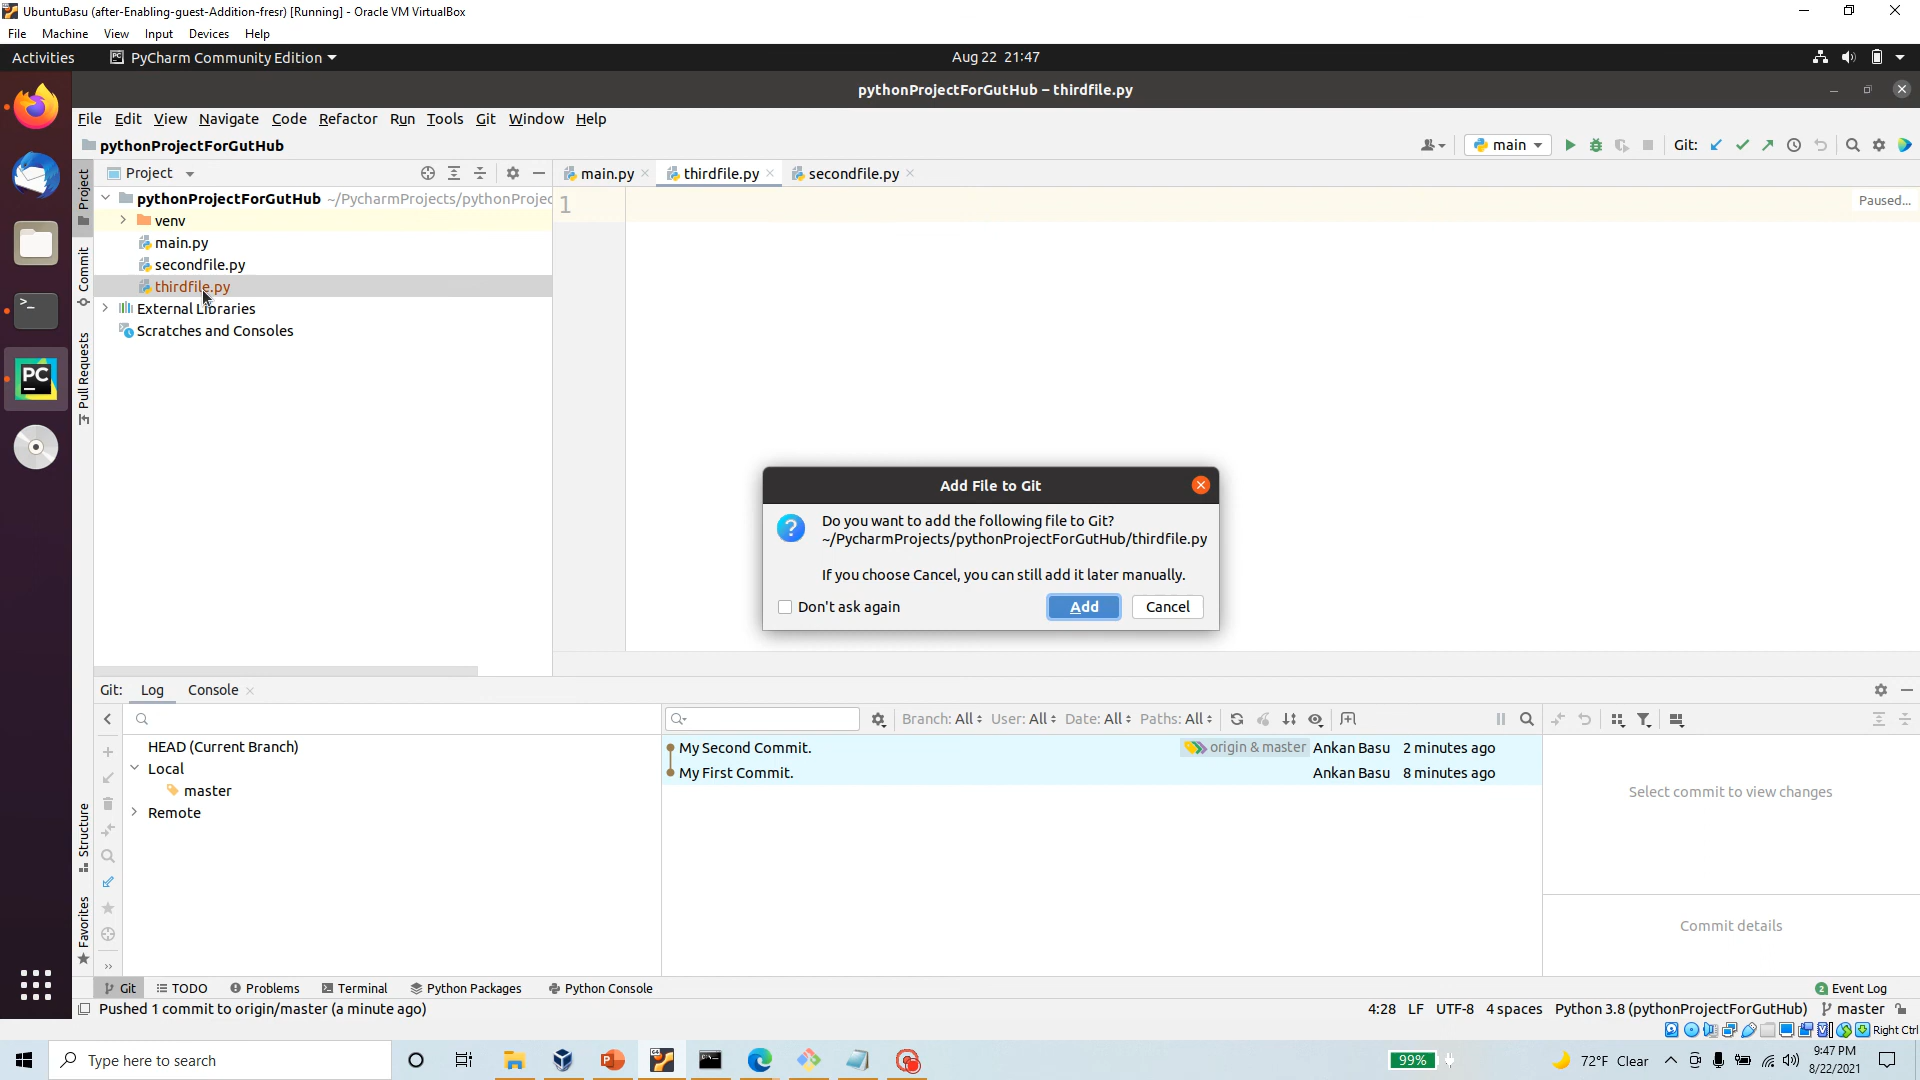 UbuntuBasu (after-Enabling-guest-Addition-fresr) [Running] - Oracle VM VirtualBox
File Machine View Input Devices Help
Activities PyCharm Community Edition Aug 22 21:47
pythonProjectForGutHub – thirdfile.py
File Edit View Navigate Code Refactor Run Tools Git Window Help
pythonProjectForGutHub main Git:
Project main.py thirdfile.py secondfile.py
pythonProjectForGutHub ~/PycharmProjects/pythonProjec
1 Paused...
venv
main.py
secondfile.py
thirdfile.py
External Libraries
Scratches and Consoles
Project
Commit
Pull Requests
Structure
Favorites
Add File to Git
Do you want to add the following file to Git?
~/PycharmProjects/pythonProjectForGutHub/thirdfile.py
If you choose Cancel, you can still add it later manually.
Don't ask again Add Cancel
Git: Log Console
Branch: All User: All Date: All Paths: All
HEAD (Current Branch)
Local
master
Remote
My Second Commit. origin & master Ankan Basu 2 minutes ago
My First Commit. Ankan Basu 8 minutes ago
Select commit to view changes
Commit details
Git TODO Problems Terminal Python Packages Python Console 2 Event Log
Pushed 1 commit to origin/master (a minute ago) 4:28 LF UTF-8 4 spaces Python 3.8 (pythonProjectForGutHub) master
Right Ctrl
Type here to search 99% 72°F Clear 9:47 PM
8/22/2021